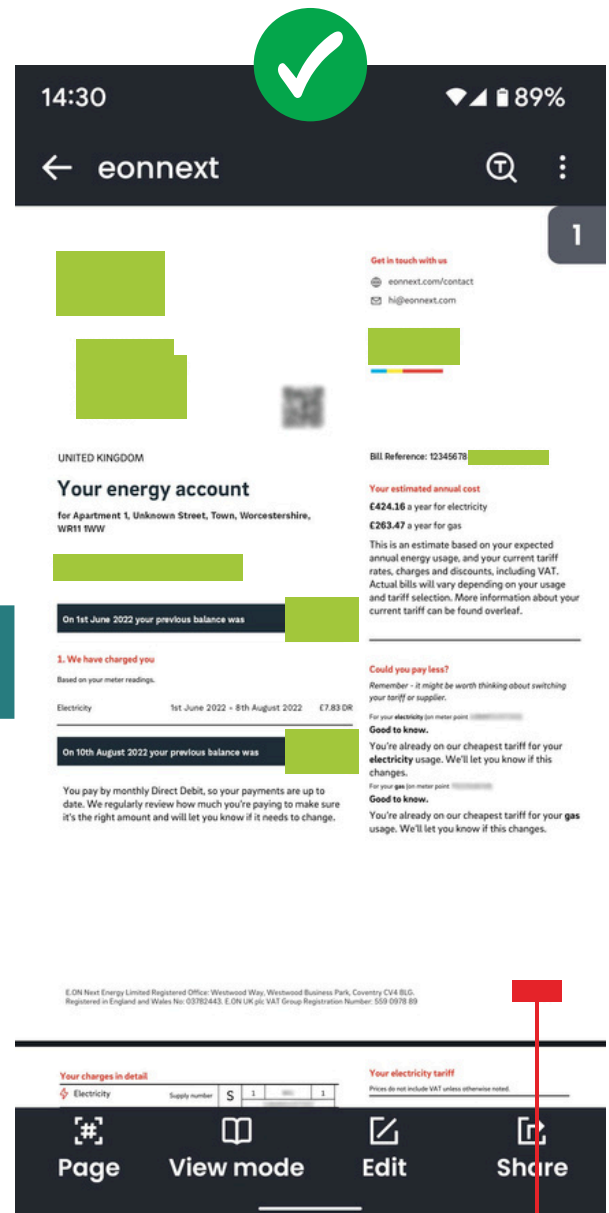 14:30
89%
eonnext
1
Get in touch with us
eonnext.com/contact
hi@eonnext.com
UNITED KINGDOM
Your energy account
for Apartment 1, Unknown Street, Town, Worcestershire,
WR11 1WW
On 1st June 2022 your previous balance was
1. We have charged you
Based on your meter readings.
Electricity 1st June 2022 - 8th August 2022 £7.83 DR
On 10th August 2022 your previous balance was
You pay by monthly Direct Debit, so your payments are up to
date. We regularly review how much you're paying to make sure
it's the right amount and will let you know if it needs to change.
Bill Reference: 12345678
Your estimated annual cost
£424.16 a year for electricity
£263.47 a year for gas
This is an estimate based on your expected
annual energy usage, and your current tariff
rates, charges and discounts, including VAT.
Actual bills will vary depending on your usage
and tariff selection. More information about your
current tariff can be found overleaf.
Could you pay less?
Remember - it might be worth thinking about switching
your tariff or supplier.
For your electricity (on meter point
Good to know.
You're already on our cheapest tariff for your
electricity usage. We'll let you know if this
changes.
For your gas (on meter point
Good to know.
You're already on our cheapest tariff for your gas
usage. We'll let you know if this changes.
E.ON Next Energy Limited Registered Office: Westwood Way, Westwood Business Park, Coventry CV4 8LG.
Registered in England and Wales No: 03782443. E.ON UK plc VAT Group Registration Number: 559 0978 89
Your charges in detail
Electricity Supply number S 1 1
Your electricity tariff
Prices do not include VAT unless otherwise noted.
Page
View mode
Edit
Share